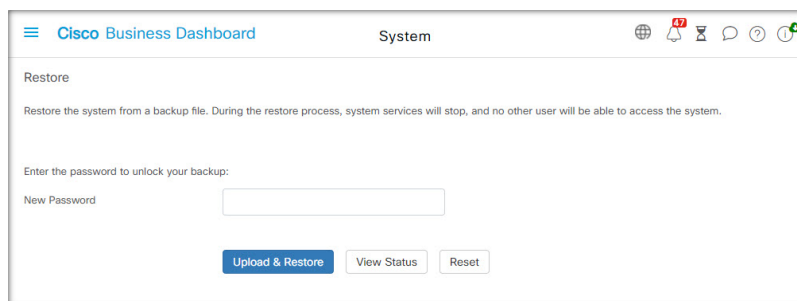 Cisco Business Dashboard
System
47
Restore
Restore the system from a backup file. During the restore process, system services will stop, and no other user will be able to access the system.
Enter the password to unlock your backup:
New Password
Upload & Restore
View Status
Reset